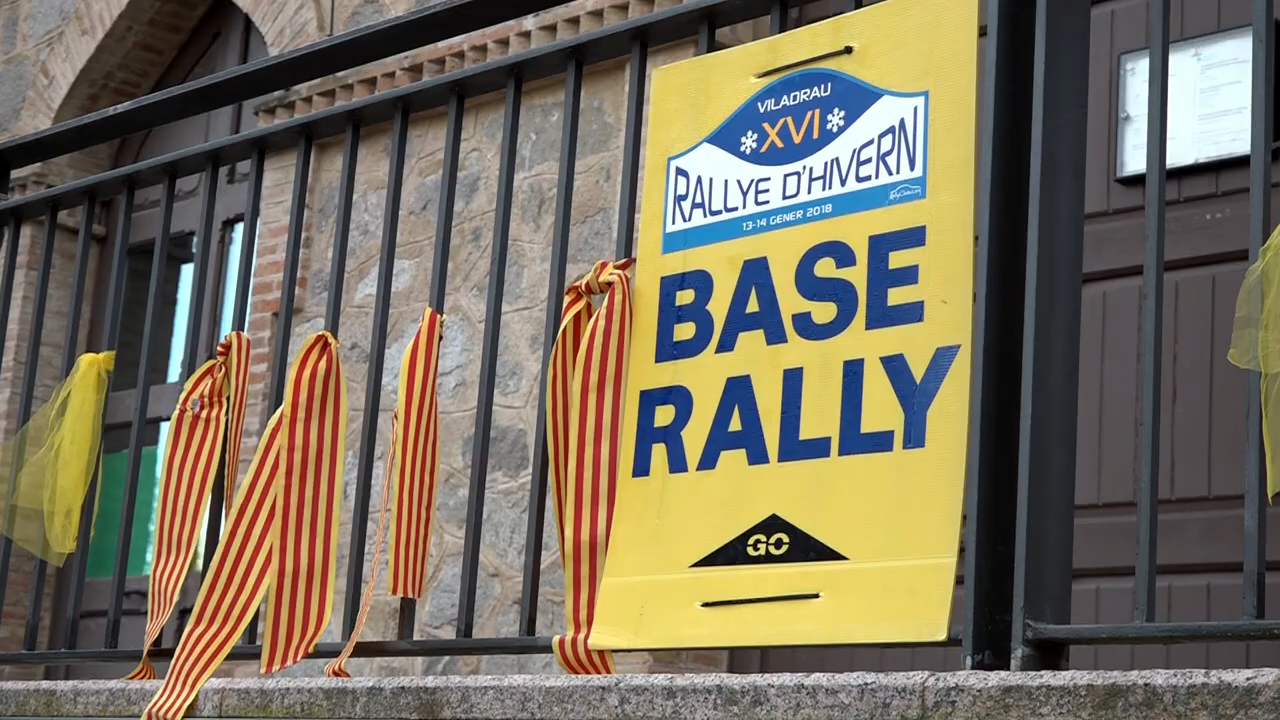 VILADRAU
XVI
RALLYE D'HIVERN
13-14 GENER 2018
BASE
RALLY
GO